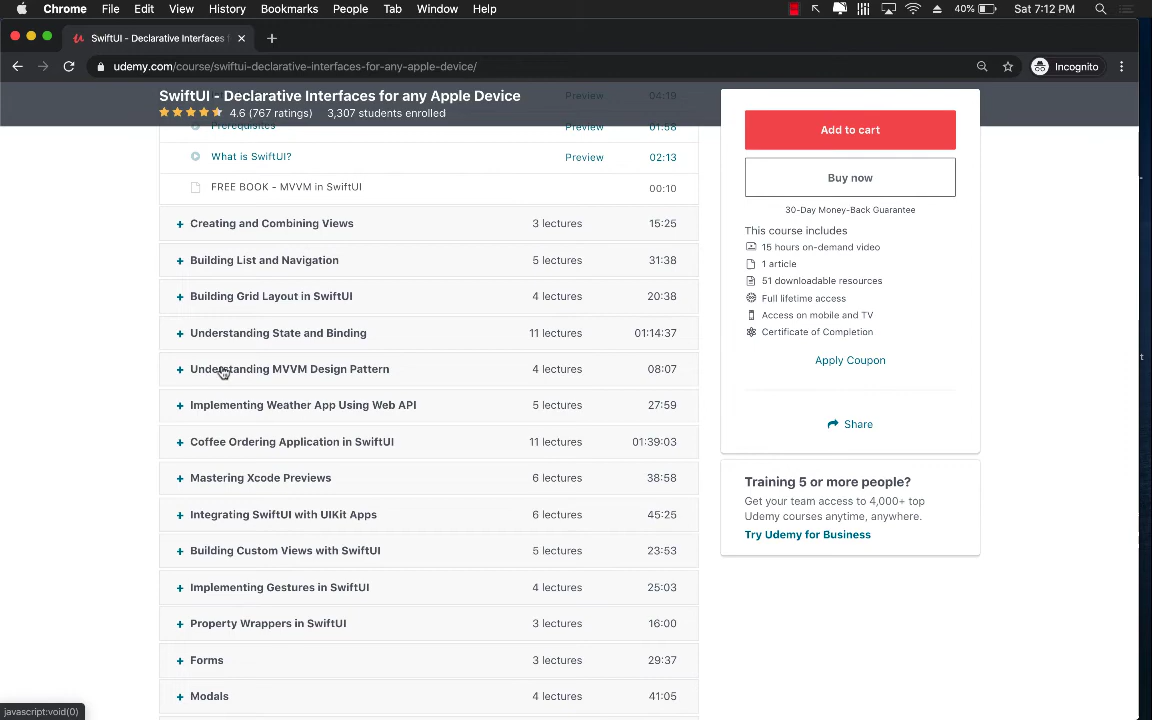 Chrome File Edit View History Bookmarks People Tab Window Help 40% Sat 7:12 PM
SwiftUI - Declarative Interfaces f
udemy.com/course/swiftui-declarative-interfaces-for-any-apple-device/ Incognito
SwiftUI - Declarative Interfaces for any Apple Device
4.6 (767 ratings) 3,307 students enrolled
Preview 04:19
Prerequisites Preview 01:58
What is SwiftUI? Preview 02:13
FREE BOOK - MVVM in SwiftUI 00:10
+ Creating and Combining Views 3 lectures 15:25
+ Building List and Navigation 5 lectures 31:38
+ Building Grid Layout in SwiftUI 4 lectures 20:38
+ Understanding State and Binding 11 lectures 01:14:37
+ Understanding MVVM Design Pattern 4 lectures 08:07
+ Implementing Weather App Using Web API 5 lectures 27:59
+ Coffee Ordering Application in SwiftUI 11 lectures 01:39:03
+ Mastering Xcode Previews 6 lectures 38:58
+ Integrating SwiftUI with UIKit Apps 6 lectures 45:25
+ Building Custom Views with SwiftUI 5 lectures 23:53
+ Implementing Gestures in SwiftUI 4 lectures 25:03
+ Property Wrappers in SwiftUI 3 lectures 16:00
+ Forms 3 lectures 29:37
+ Modals 4 lectures 41:05
Add to cart
Buy now
30-Day Money-Back Guarantee
This course includes
15 hours on-demand video
1 article
51 downloadable resources
Full lifetime access
Access on mobile and TV
Certificate of Completion
Apply Coupon
Share
Training 5 or more people?
Get your team access to 4,000+ top
Udemy courses anytime, anywhere.
Try Udemy for Business
javascript:void(0)